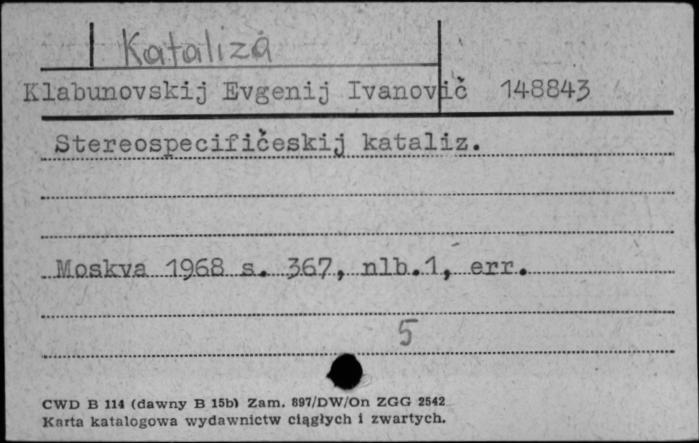 Kataliza
Klabunovskij Evgenij Ivanovič 148843
Stereospecifičeskij kataliz.
Moskva 1968 s. 367, nlb.1, err.
5
CWD B 114 (dawny B 15b) Zam. 897/DW/On ZGG 2542
Karta katalogowa wydawnictw ciągłych i zwartych.